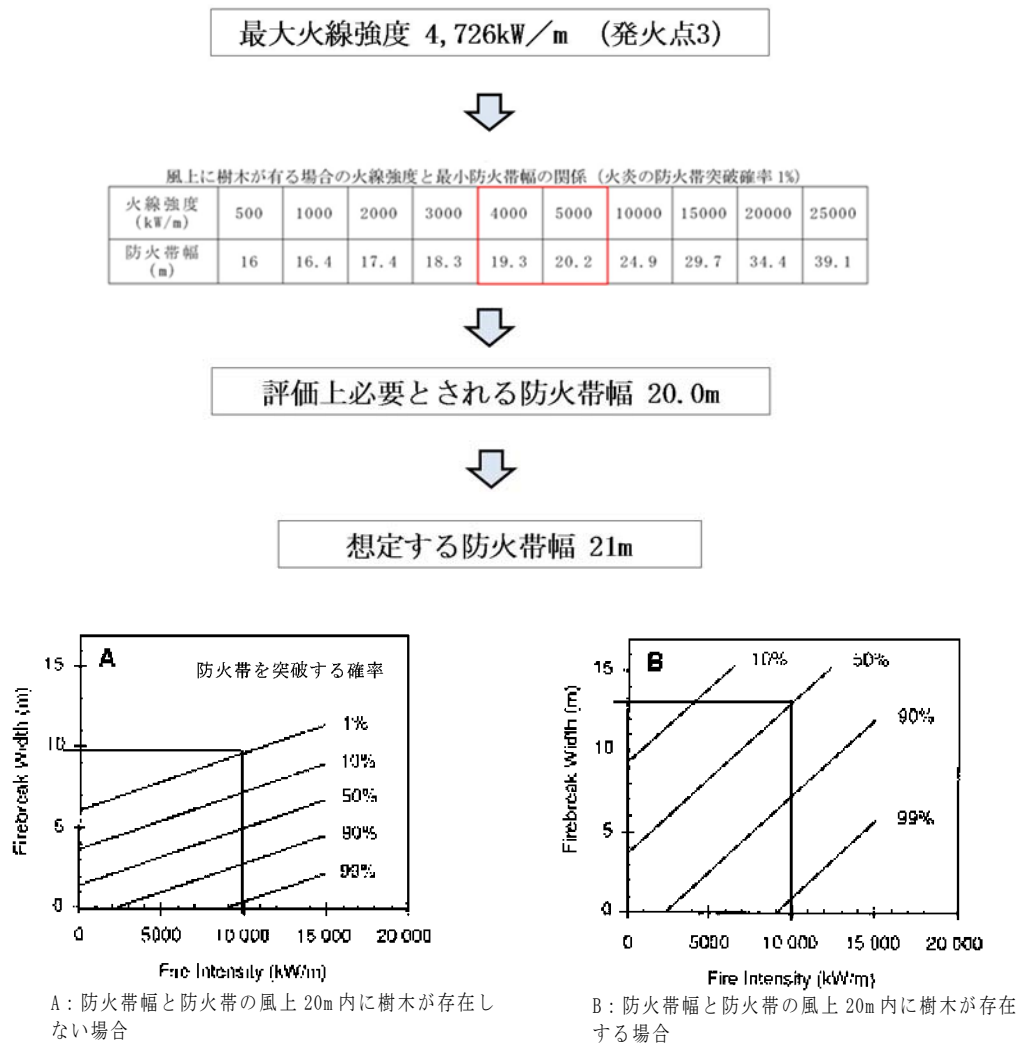 最大火線強度 4,726kW/m (発火点3)
風上に樹木が有る場合の火線強度と最小防火帯幅の関係（火炎の防火帯突破確率 1%）
火線強度 (kW/m) 500 1000 2000 3000 4000 5000 10000 15000 20000 25000
防火帯幅 (m) 16 16.4 17.4 18.3 19.3 20.2 24.9 29.7 34.4 39.1
評価上必要とされる防火帯幅 20.0m
想定する防火帯幅 21m
A
防火帯を突破する確率
Firebreak Width (m)
15
10
5
0
1%
10%
50%
90%
99%
0 5000 10 000 15 000 20 000
Fire Intensity (kW/m)
A：防火帯幅と防火帯の風上 20m 内に樹木が存在し
ない場合
B
Firebreak Width (m)
15
10
5
0
10%
50%
90%
99%
0 5000 10 000 15 000 20 000
Fire Intensity (kW/m)
B：防火帯幅と防火帯の風上 20m 内に樹木が存在
する場合